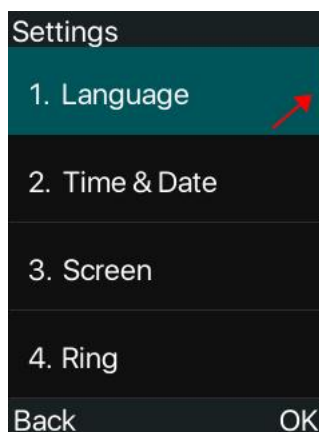 Settings
1. Language
2. Time & Date
3. Screen
4. Ring
Back OK